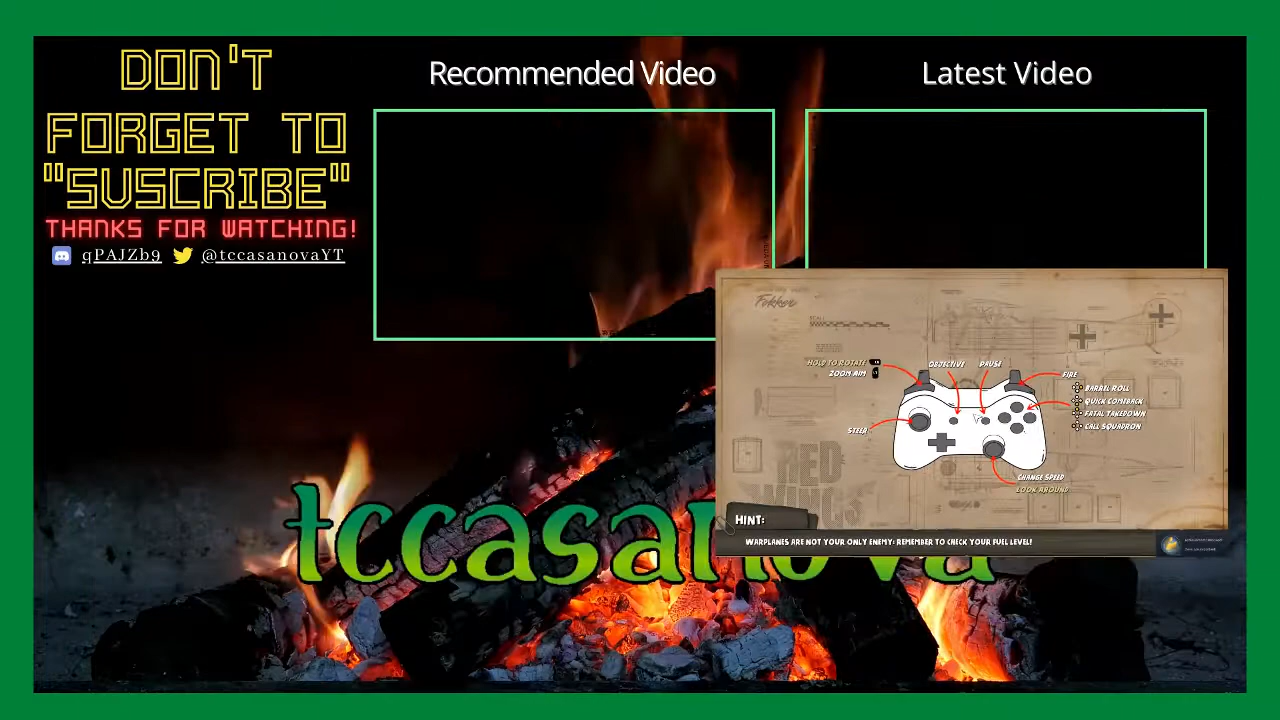 DON'T
FORGET TO
"SUSCRIBE"
THANKS FOR WATCHING!
qPAJZb9 @tccasanovaYT
Recommended Video
Latest Video
Fokker
HOLD TO ROTATE
ZOOM AIM
OBJECTIVE
PAUSE
FIRE
BARREL ROLL
QUICK COMEBACK
FATAL TAKEDOWN
CALL SQUADRON
STEER
CHANGE SPEED
LOOK AROUND
RED
WINGS
HINT:
WARPLANES ARE NOT YOUR ONLY ENEMY: REMEMBER TO CHECK YOUR FUEL LEVEL!
tccasanova